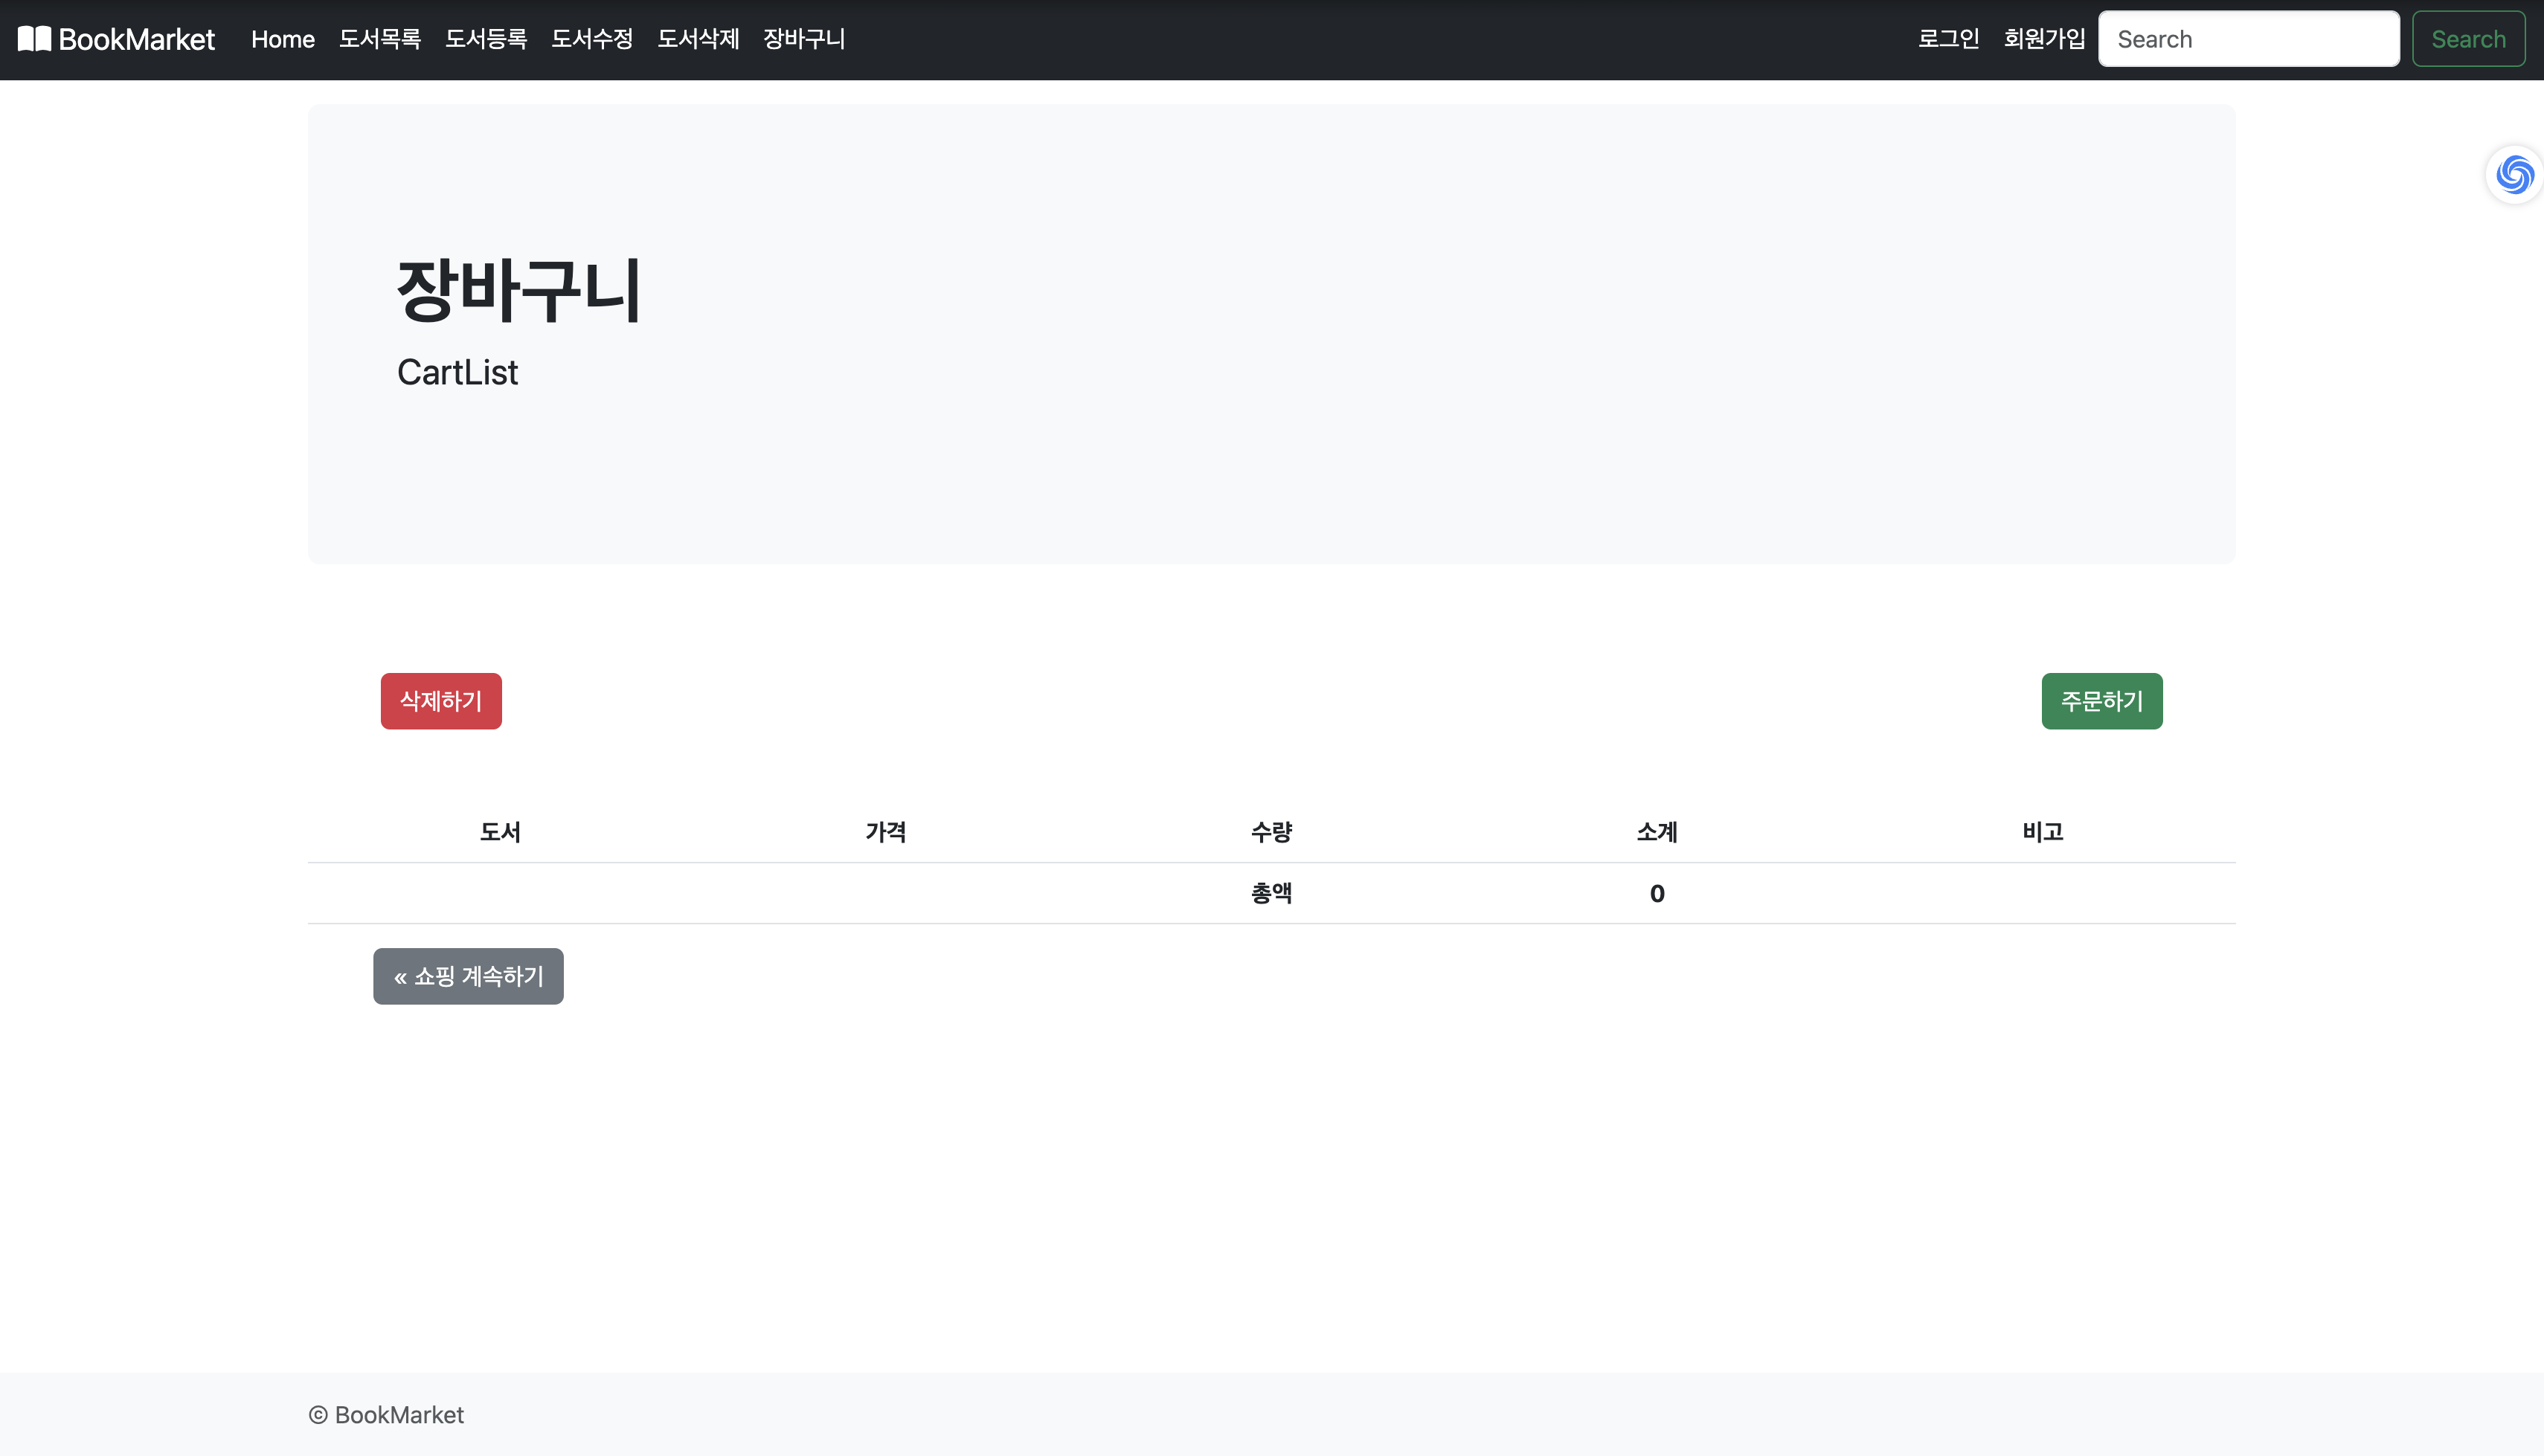 BookMarket Home 도서목록 도서등록 도서수정 도서삭제 장바구니 로그인 회원가입 Search Search
장바구니
CartList
삭제하기 주문하기
도서 가격 수량 소계 비고
총액 0
« 쇼핑 계속하기
© BookMarket